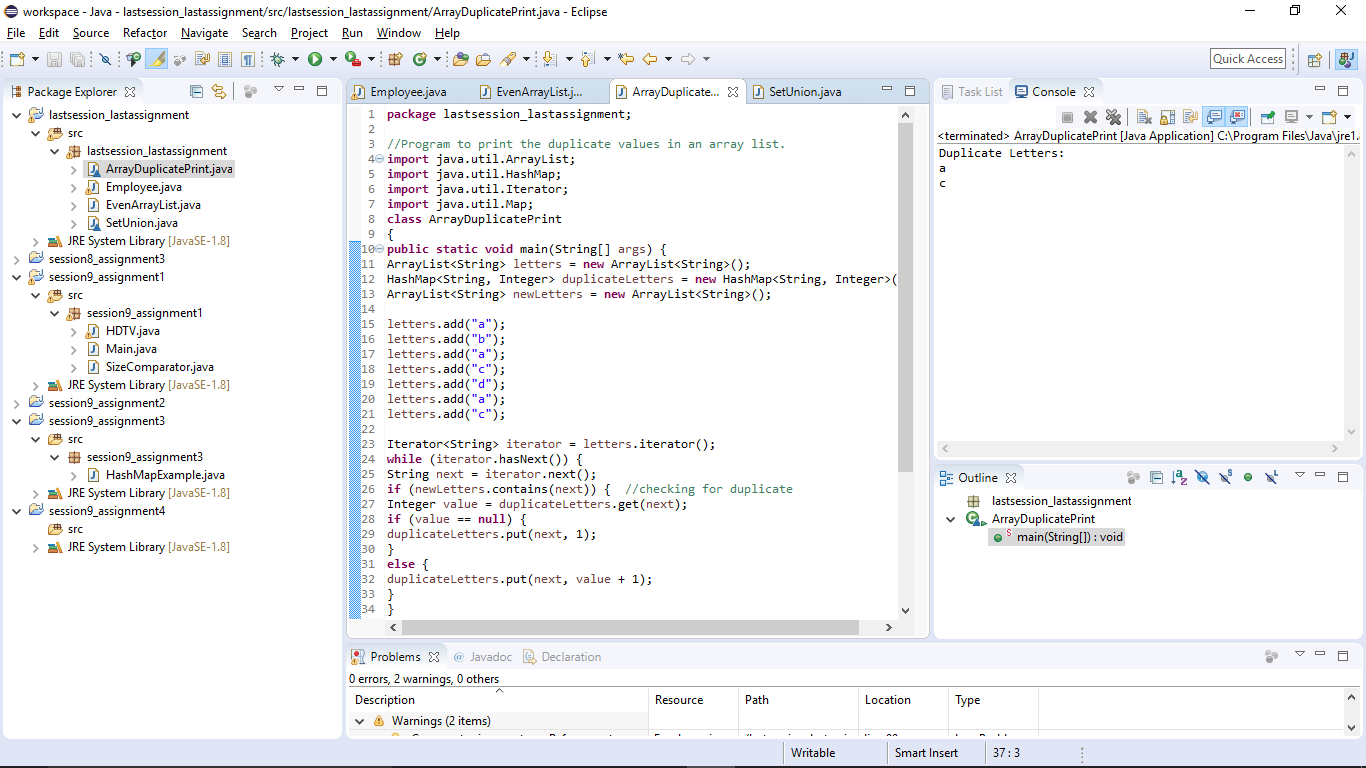 workspace - Java - lastsession_lastassignment/src/lastsession_lastassignment/ArrayDuplicatePrint.java - Eclipse
File Edit Source Refactor Navigate Search Project Run Window Help
Quick Access
Package Explorer
lastsession_lastassignment
src
lastsession_lastassignment
ArrayDuplicatePrint.java
Employee.java
EvenArrayList.java
SetUnion.java
JRE System Library [JavaSE-1.8]
session8_assignment3
session9_assignment1
src
session9_assignment1
HDTV.java
Main.java
SizeComparator.java
JRE System Library [JavaSE-1.8]
session9_assignment2
session9_assignment3
src
session9_assignment3
HashMapExample.java
JRE System Library [JavaSE-1.8]
session9_assignment4
src
JRE System Library [JavaSE-1.8]
Employee.java EvenArrayList.j... ArrayDuplicate... SetUnion.java
1 package lastsession_lastassignment;
2
3 //Program to print the duplicate values in an array list.
4 import java.util.ArrayList;
5 import java.util.HashMap;
6 import java.util.Iterator;
7 import java.util.Map;
8 class ArrayDuplicatePrint
9 {
10 public static void main(String[] args) {
11 ArrayList<String> letters = new ArrayList<String>();
12 HashMap<String, Integer> duplicateLetters = new HashMap<String, Integer>(
13 ArrayList<String> newLetters = new ArrayList<String>();
14
15 letters.add("a");
16 letters.add("b");
17 letters.add("a");
18 letters.add("c");
19 letters.add("d");
20 letters.add("a");
21 letters.add("c");
22
23 Iterator<String> iterator = letters.iterator();
24 while (iterator.hasNext()) {
25 String next = iterator.next();
26 if (newLetters.contains(next)) {  //checking for duplicate
27 Integer value = duplicateLetters.get(next);
28 if (value == null) {
29 duplicateLetters.put(next, 1);
30 }
31 else {
32 duplicateLetters.put(next, value + 1);
33 }
34 }
Task List Console
<terminated> ArrayDuplicatePrint [Java Application] C:\Program Files\Java\jre1.
Duplicate Letters:
a
c
Outline
lastsession_lastassignment
ArrayDuplicatePrint
main(String[]) : void
Problems @ Javadoc Declaration
0 errors, 2 warnings, 0 others
Description Resource Path Location Type
Warnings (2 items)
Writable Smart Insert 37 : 3